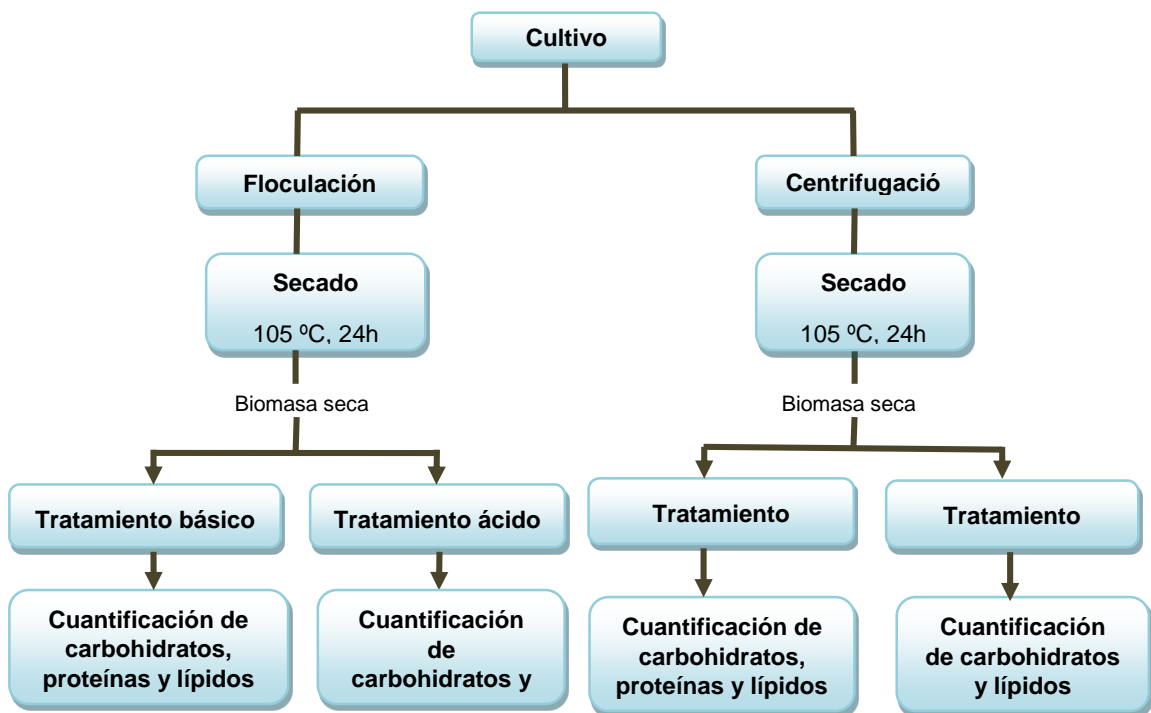 Cultivo
Floculación
Centrifugació
Secado
105 ºC, 24h
Secado
105 ºC, 24h
Biomasa seca
Biomasa seca
Tratamiento básico
Tratamiento ácido
Tratamiento
Tratamiento
Cuantificación de
carbohidratos,
proteínas y lípidos
Cuantificación
de
carbohidratos y
Cuantificación de
carbohidratos,
proteínas y lípidos
Cuantificación
de carbohidratos
y lípidos